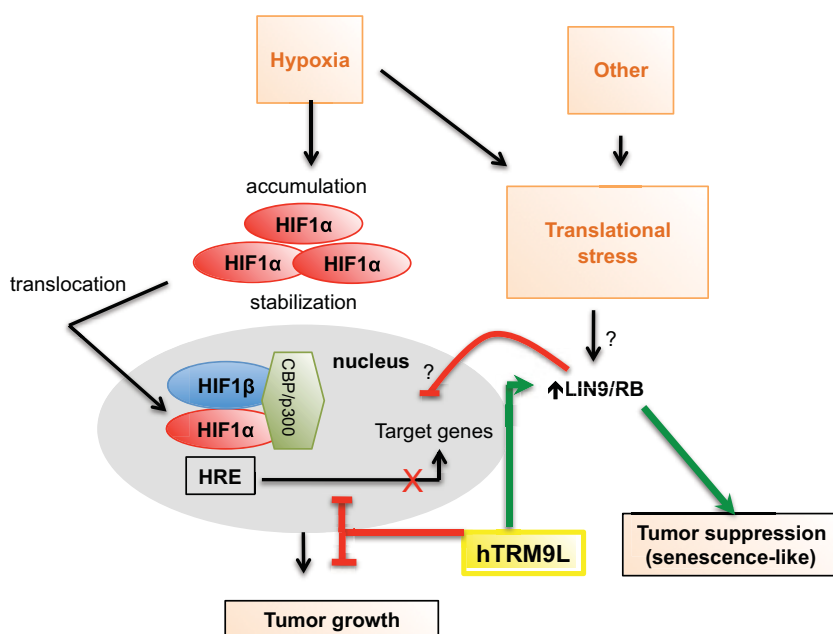 Hypoxia
Other
accumulation
HIF1α
HIF1α
HIF1α
Translational
stress
translocation
stabilization
?
nucleus
?
HIF1β
CBP/p300
LIN9/RB
HIF1α
Target genes
HRE
X
hTRM9L
Tumor suppression
(senescence-like)
Tumor growth